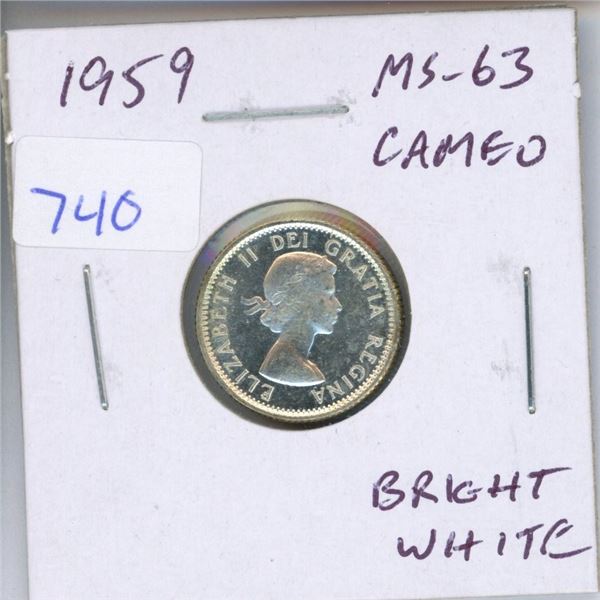 1959
MS-63
CAMEO
740
ELIZABETH II DEI GRATIA REGINA
BRIGHT
WHITE